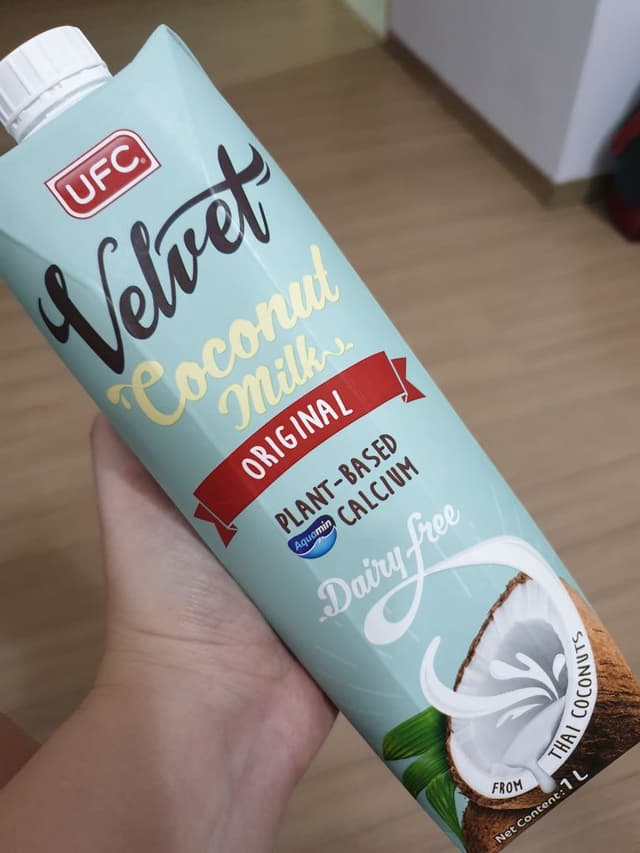 UFC
Velvet
Coconut
Milk
ORIGINAL
PLANT-BASED
Aquamin CALCIUM
Dairy free
FROM THAI COCONUTS
Net Content: 1 L